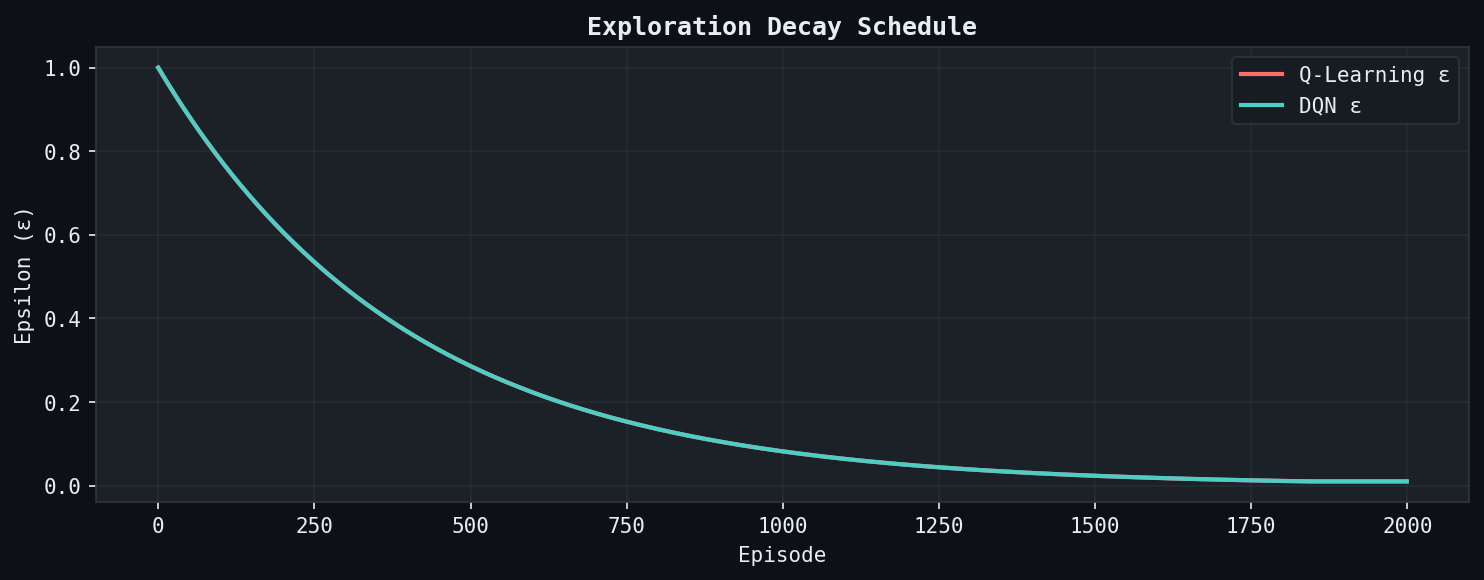 Exploration Decay Schedule
Q-Learning ε
DQN ε
Epsilon (ε)
1.0
0.8
0.6
0.4
0.2
0.0
0 250 500 750 1000 1250 1500 1750 2000
Episode